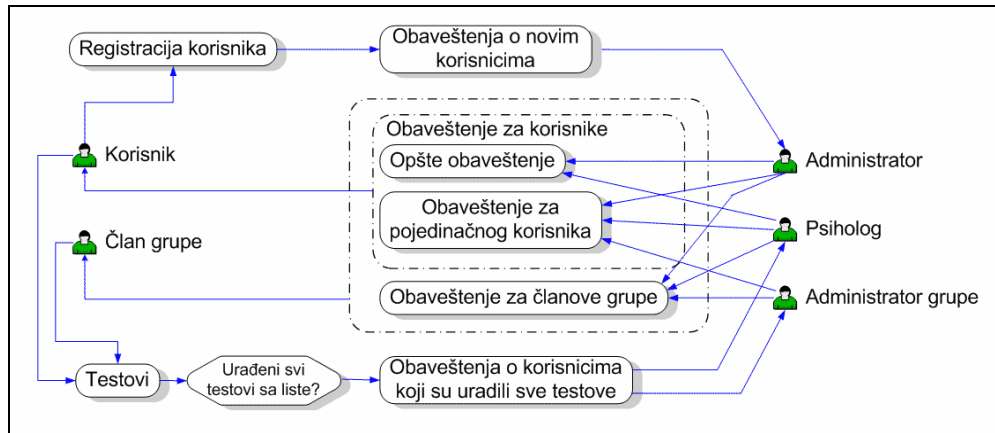 Registracija korisnika
Obaveštenja o novim
korisnicima
Korisnik
Obaveštenje za korisnike
Opšte obaveštenje
Administrator
Obaveštenje za
pojedinačnog korisnika
Psiholog
Član grupe
Obaveštenje za članove grupe
Administrator grupe
Testovi
Urađeni svi
testovi sa liste?
Obaveštenja o korisnicima
koji su uradili sve testove